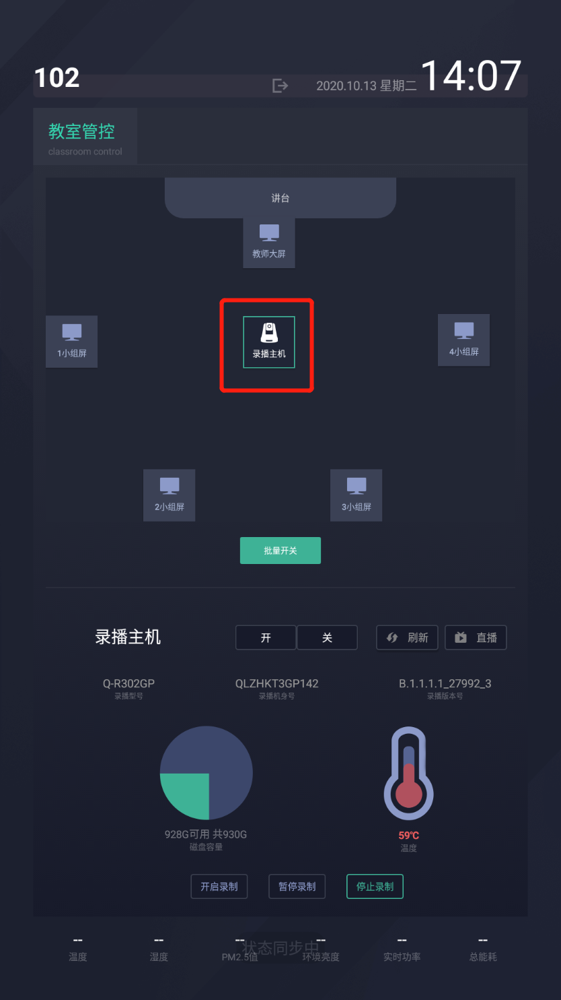 102
2020.10.13 星期二
14:07
教室管控
classroom control
讲台
教师大屏
1小组屏
录播主机
4小组屏
2小组屏
3小组屏
批量开关
录播主机
开
关
刷新
直播
Q-R302GP
录播型号
QLZHKT3GP142
录播机身号
B.1.1.1.1_27992_3
录播版本号
928G可用 共930G
磁盘容量
59℃
温度
开启录制
暂停录制
停止录制
--
温度
--
湿度
--
PM2.5值
--
环境亮度
--
实时功率
--
总能耗
状态同步中